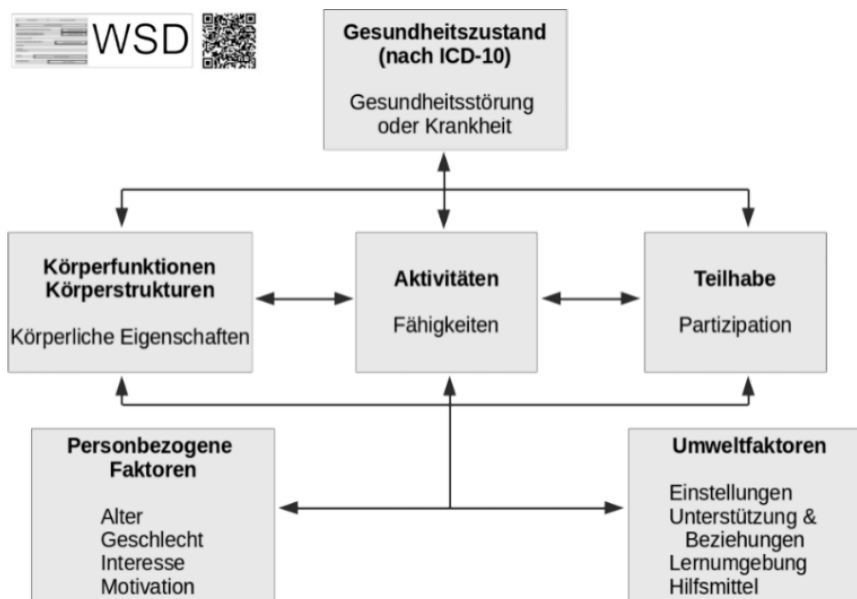 WSD
Gesundheitszustand
(nach ICD-10)
Gesundheitsstörung
oder Krankheit
Körperfunktionen
Körperstrukturen
Körperliche Eigenschaften
Aktivitäten
Fähigkeiten
Teilhabe
Partizipation
Personbezogene
Faktoren
Alter
Geschlecht
Interesse
Motivation
Umweltfaktoren
Einstellungen
Unterstützung &
Beziehungen
Lernumgebung
Hilfsmittel